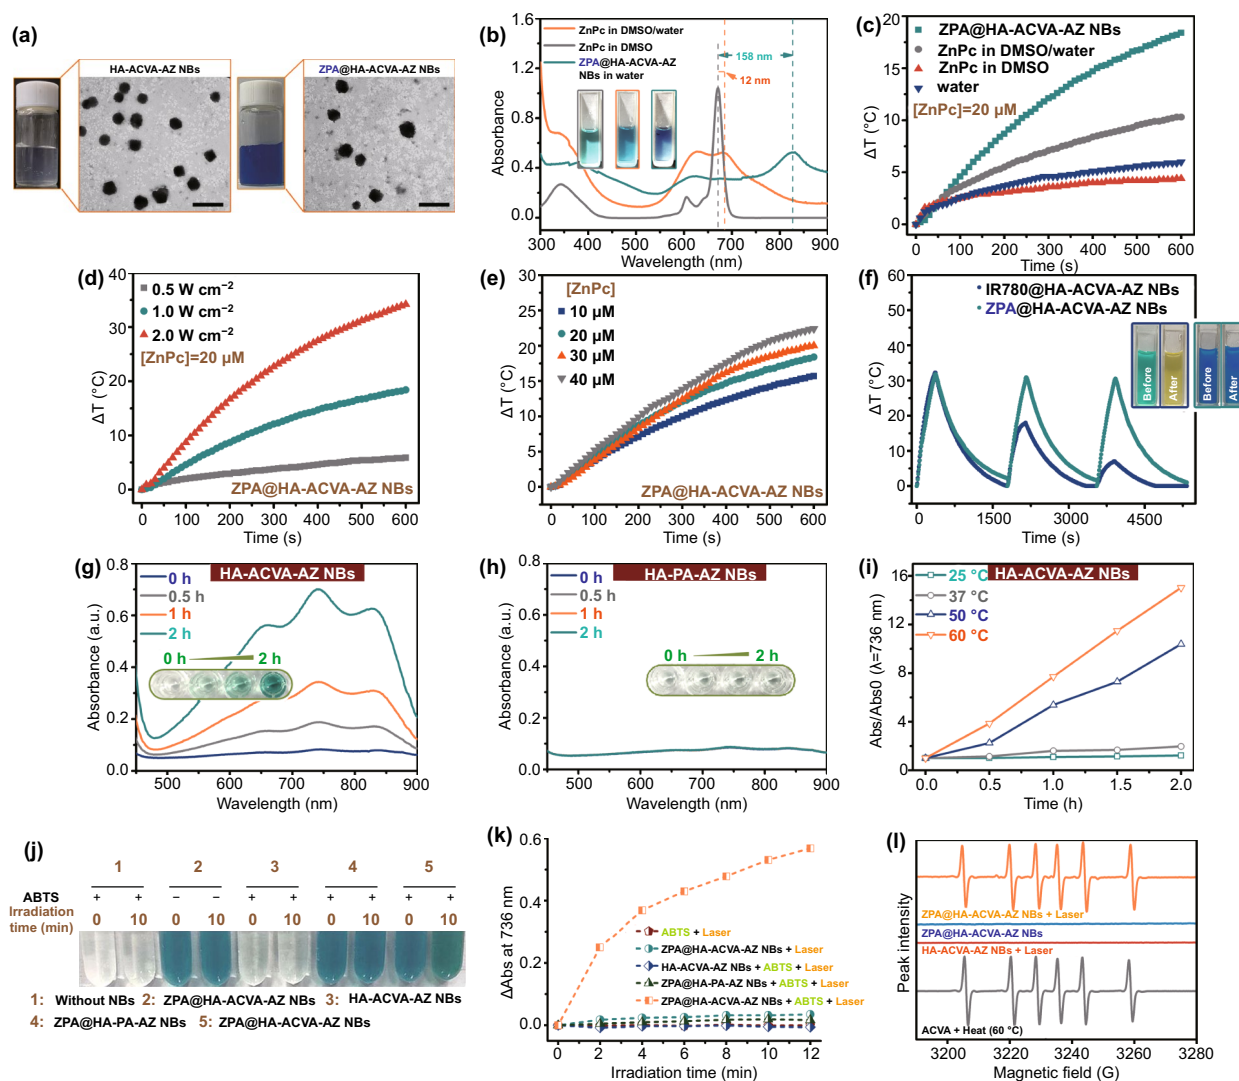 (a)
HA-ACVA-AZ NBs
ZPA@HA-ACVA-AZ NBs
(b)
Absorbance
1.6
1.2
0.8
0.4
0.0
ZnPc in DMSO/water
ZnPc in DMSO
ZPA@HA-ACVA-AZ
NBs in water
158 nm
12 nm
300 400 500 600 700 800 900
Wavelength (nm)
(c)
ΔT (°C)
20
15
10
5
0
ZPA@HA-ACVA-AZ NBs
ZnPc in DMSO/water
ZnPc in DMSO
water
[ZnPc]=20 μM
0 100 200 300 400 500 600
Time (s)
(d)
ΔT (°C)
40
30
20
10
0
0.5 W cm⁻²
1.0 W cm⁻²
2.0 W cm⁻²
[ZnPc]=20 μM
ZPA@HA-ACVA-AZ NBs
0 100 200 300 400 500 600
Time (s)
(e)
ΔT (°C)
30
25
20
15
10
5
0
[ZnPc]
10 μM
20 μM
30 μM
40 μM
ZPA@HA-ACVA-AZ NBs
0 100 200 300 400 500 600
Time (s)
(f)
ΔT (°C)
60
50
40
30
20
10
0
IR780@HA-ACVA-AZ NBs
ZPA@HA-ACVA-AZ NBs
Before
After
Before
After
0 1500 3000 4500
Time (s)
(g)
Absorbance (a.u.)
0.8
0.6
0.4
0.2
0.0
HA-ACVA-AZ NBs
0 h
0.5 h
1 h
2 h
0 h 2 h
500 600 700 800 900
Wavelength (nm)
(h)
Absorbance (a.u.)
0.8
0.6
0.4
0.2
0.0
HA-PA-AZ NBs
0 h
0.5 h
1 h
2 h
0 h 2 h
500 600 700 800 900
Wavelength (nm)
(i)
Abs/Abs0 (λ=736 nm)
16
12
8
4
0
HA-ACVA-AZ NBs
25 °C
37 °C
50 °C
60 °C
0.0 0.5 1.0 1.5 2.0
Time (h)
(j)
1 2 3 4 5
ABTS + + − − + + + + + +
Irradiation
time (min) 0 10 0 10 0 10 0 10 0 10
1: Without NBs 2: ZPA@HA-ACVA-AZ NBs 3: HA-ACVA-AZ NBs
4: ZPA@HA-PA-AZ NBs 5: ZPA@HA-ACVA-AZ NBs
(k)
ΔAbs at 736 nm
0.6
0.4
0.2
0.0
ABTS + Laser
ZPA@HA-ACVA-AZ NBs + Laser
HA-ACVA-AZ NBs + ABTS + Laser
ZPA@HA-PA-AZ NBs + ABTS + Laser
ZPA@HA-ACVA-AZ NBs + ABTS + Laser
0 2 4 6 8 10 12
Irradiation time (min)
(l)
Peak intensity
ZPA@HA-ACVA-AZ NBs + Laser
ZPA@HA-ACVA-AZ NBs
HA-ACVA-AZ NBs + Laser
ACVA + Heat (60 °C)
3200 3220 3240 3260 3280
Magnetic field (G)